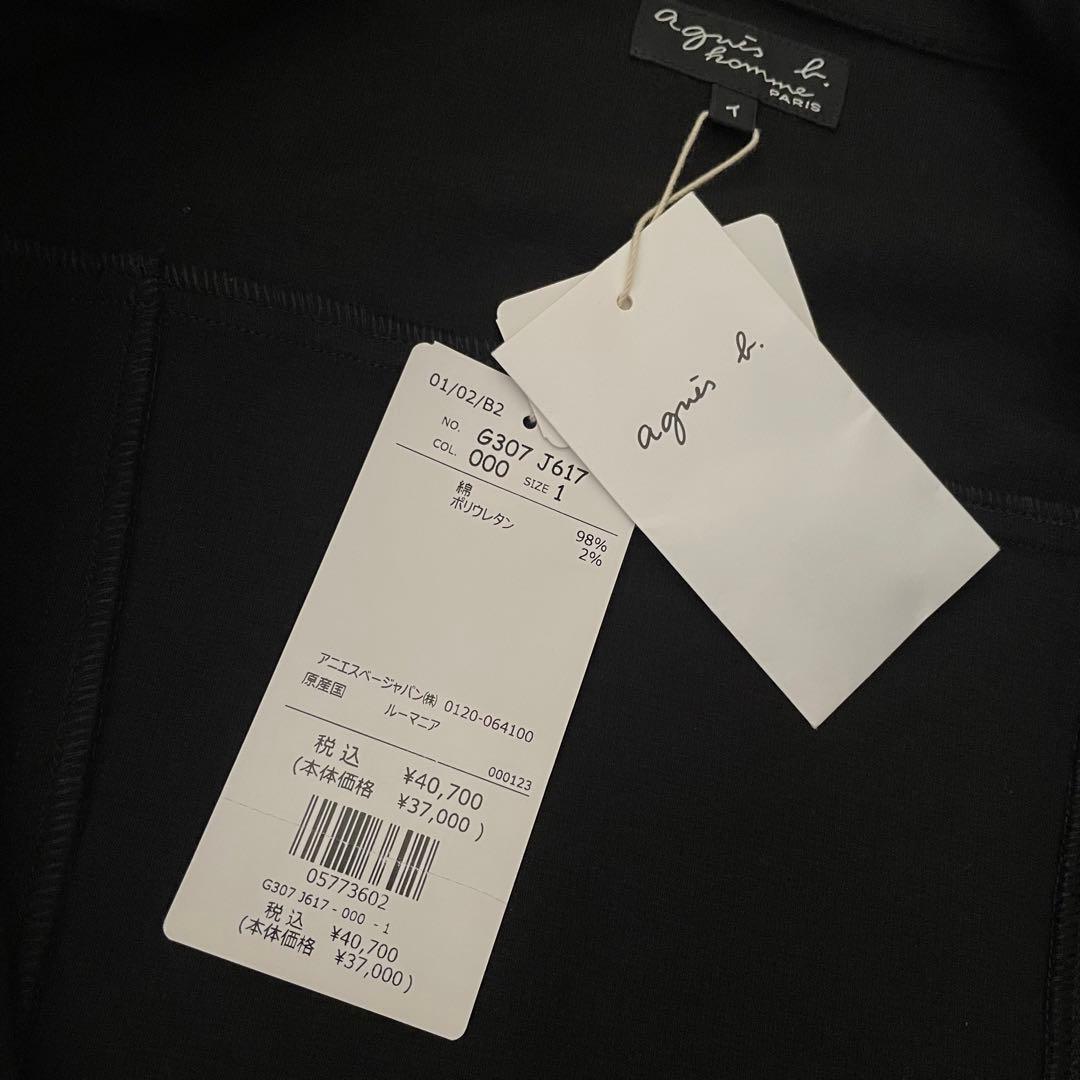 agnès b.
homme
PARIS
1
agnès b.
01/02/B2
NO. G307 J617
COL. 000 SIZE 1
綿 98%
ポリウレタン 2%
アニエスベージャパン(株) 0120-064100
原産国 ルーマニア
000123
税込 ¥40,700
(本体価格 ¥37,000)
05773602
G307 J617 - 000 - 1
税込 ¥40,700
(本体価格 ¥37,000)